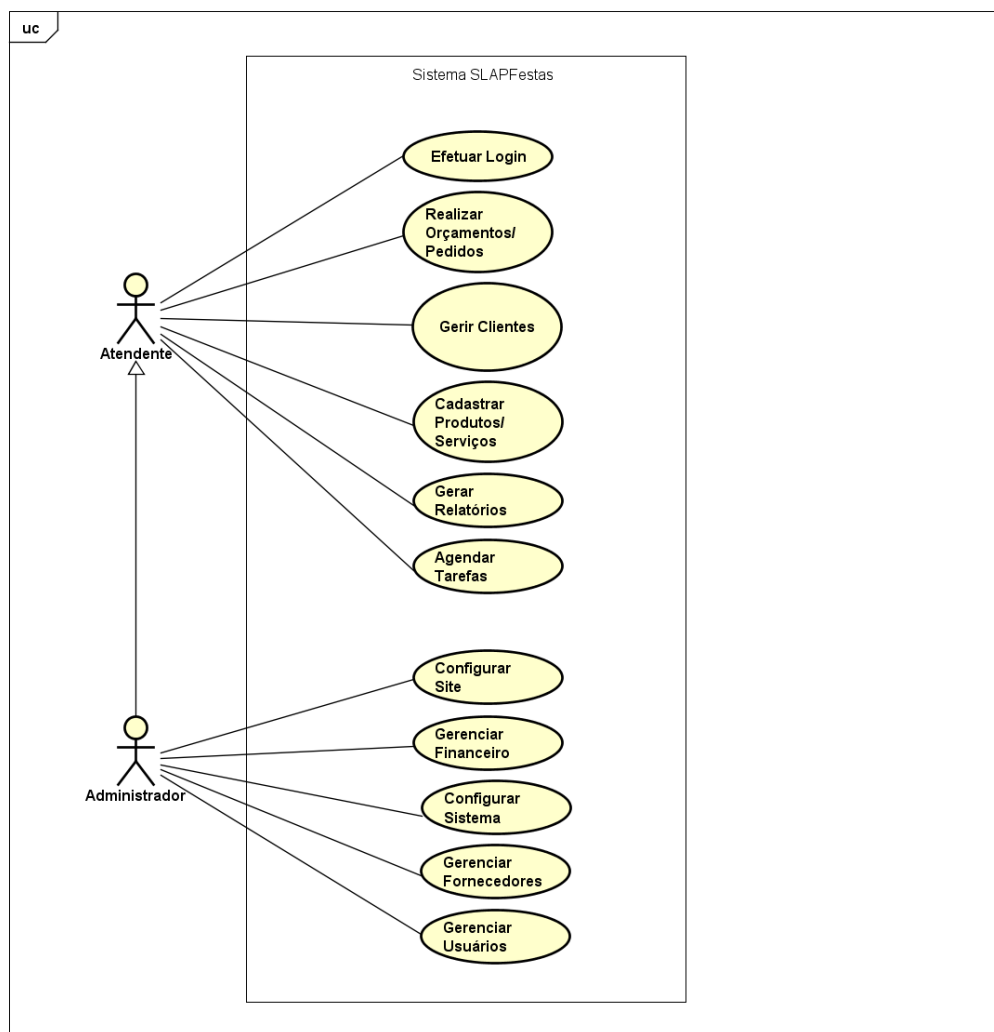 uc
Sistema SLAPFestas
Efetuar Login
Realizar
Orçamentos/
Pedidos
Gerir Clientes
Atendente
Cadastrar
Produtos/
Serviços
Gerar
Relatórios
Agendar
Tarefas
Configurar
Site
Gerenciar
Financeiro
Administrador
Configurar
Sistema
Gerenciar
Fornecedores
Gerenciar
Usuários